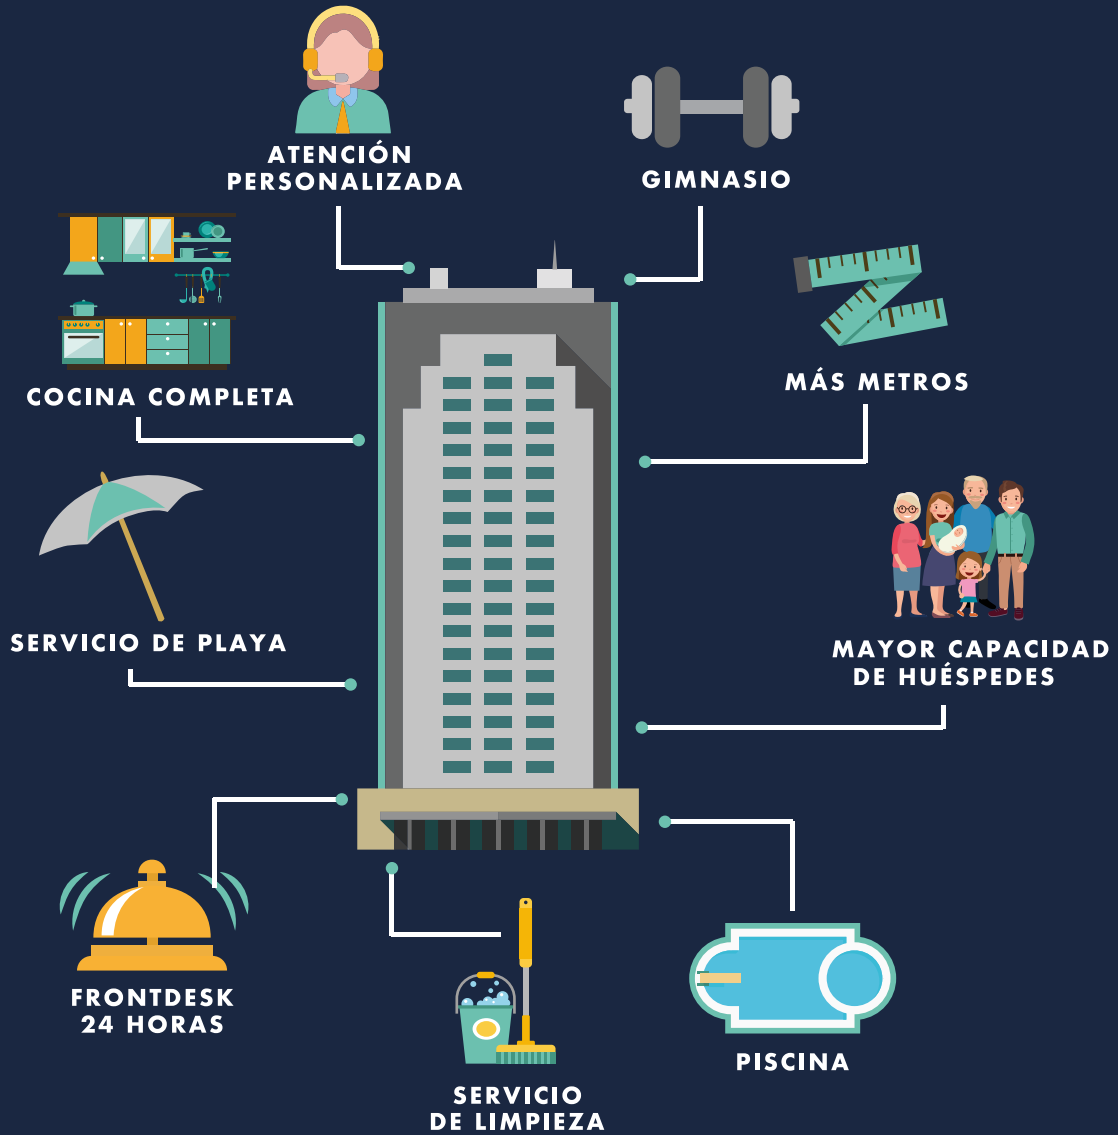 ATENCIÓN
PERSONALIZADA
GIMNASIO
COCINA COMPLETA
MÁS METROS
SERVICIO DE PLAYA
MAYOR CAPACIDAD
DE HUÉSPEDES
FRONTDESK
24 HORAS
SERVICIO
DE LIMPIEZA
PISCINA